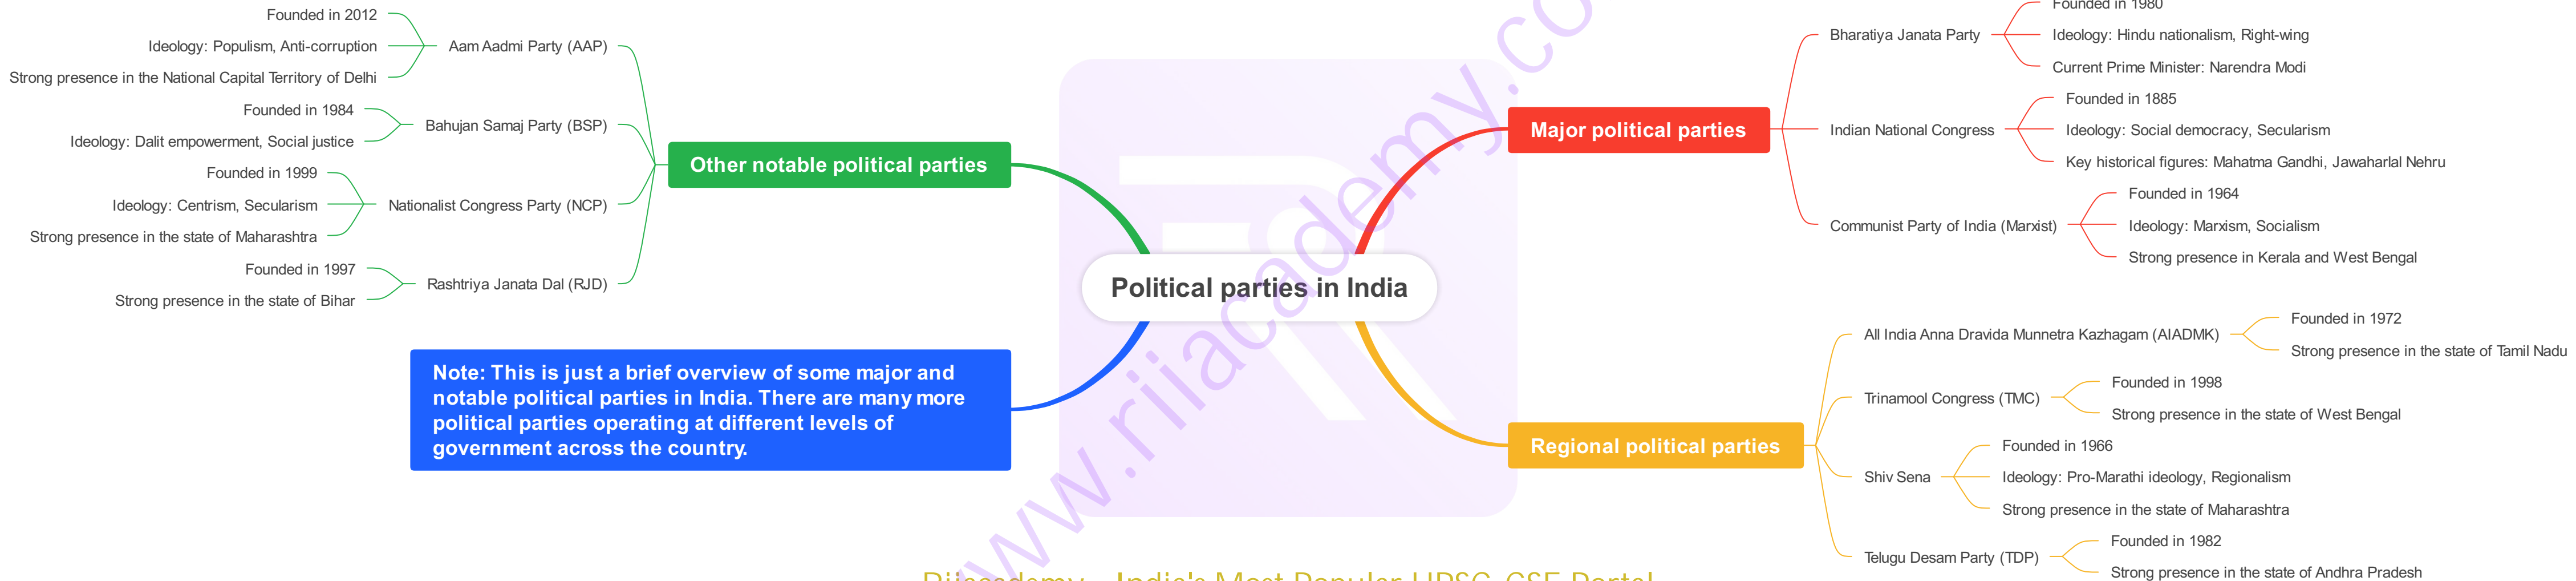 Political parties in India
Major political parties
Bharatiya Janata Party
Founded in 1980
Ideology: Hindu nationalism, Right-wing
Current Prime Minister: Narendra Modi
Indian National Congress
Founded in 1885
Ideology: Social democracy, Secularism
Key historical figures: Mahatma Gandhi, Jawaharlal Nehru
Communist Party of India (Marxist)
Founded in 1964
Ideology: Marxism, Socialism
Strong presence in Kerala and West Bengal
Regional political parties
All India Anna Dravida Munnetra Kazhagam (AIADMK)
Founded in 1972
Strong presence in the state of Tamil Nadu
Trinamool Congress (TMC)
Founded in 1998
Strong presence in the state of West Bengal
Shiv Sena
Founded in 1966
Ideology: Pro-Marathi ideology, Regionalism
Strong presence in the state of Maharashtra
Telugu Desam Party (TDP)
Founded in 1982
Strong presence in the state of Andhra Pradesh
Other notable political parties
Aam Aadmi Party (AAP)
Founded in 2012
Ideology: Populism, Anti-corruption
Strong presence in the National Capital Territory of Delhi
Bahujan Samaj Party (BSP)
Founded in 1984
Ideology: Dalit empowerment, Social justice
Nationalist Congress Party (NCP)
Founded in 1999
Ideology: Centrism, Secularism
Strong presence in the state of Maharashtra
Rashtriya Janata Dal (RJD)
Founded in 1997
Strong presence in the state of Bihar
Note: This is just a brief overview of some major and
notable political parties in India. There are many more
political parties operating at different levels of
government across the country.
www.rijiacademy.co
India's Most Popular UPSC-CSE Portal